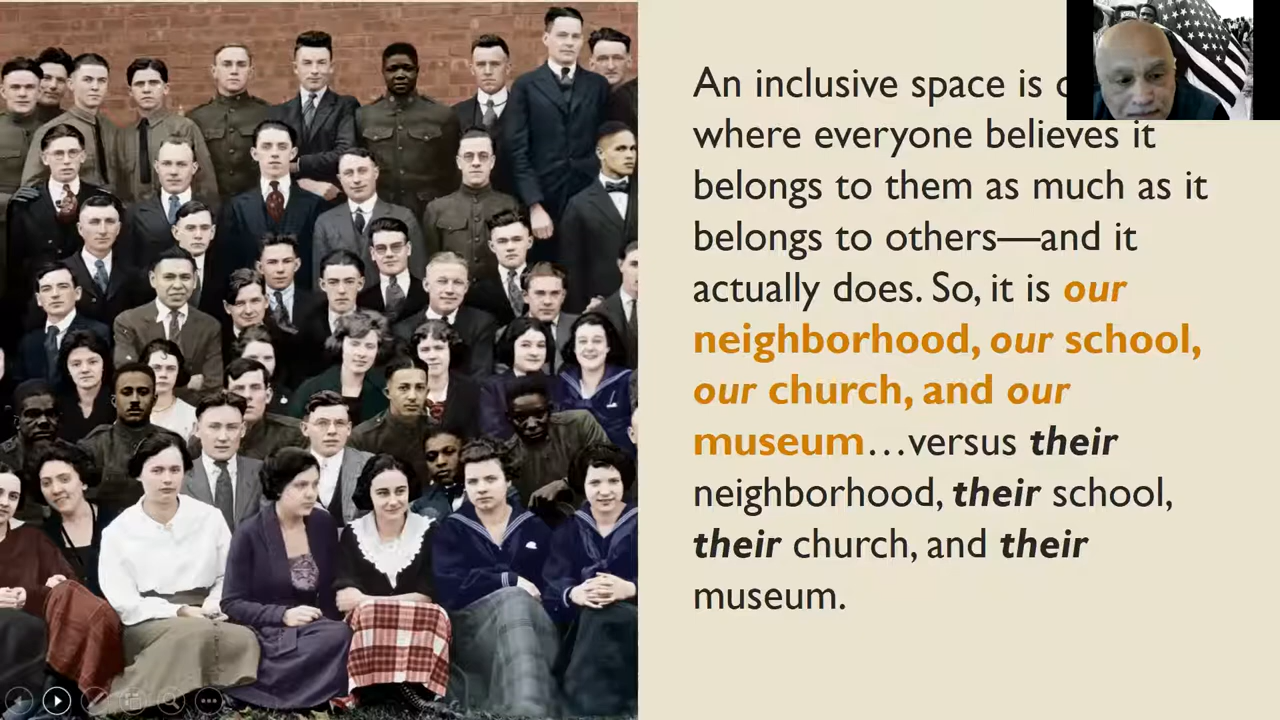 An inclusive space is
where everyone believes it
belongs to them as much as it
belongs to others—and it
actually does. So, it is our
neighborhood, our school,
our church, and our
museum…versus their
neighborhood, their school,
their church, and their
museum.